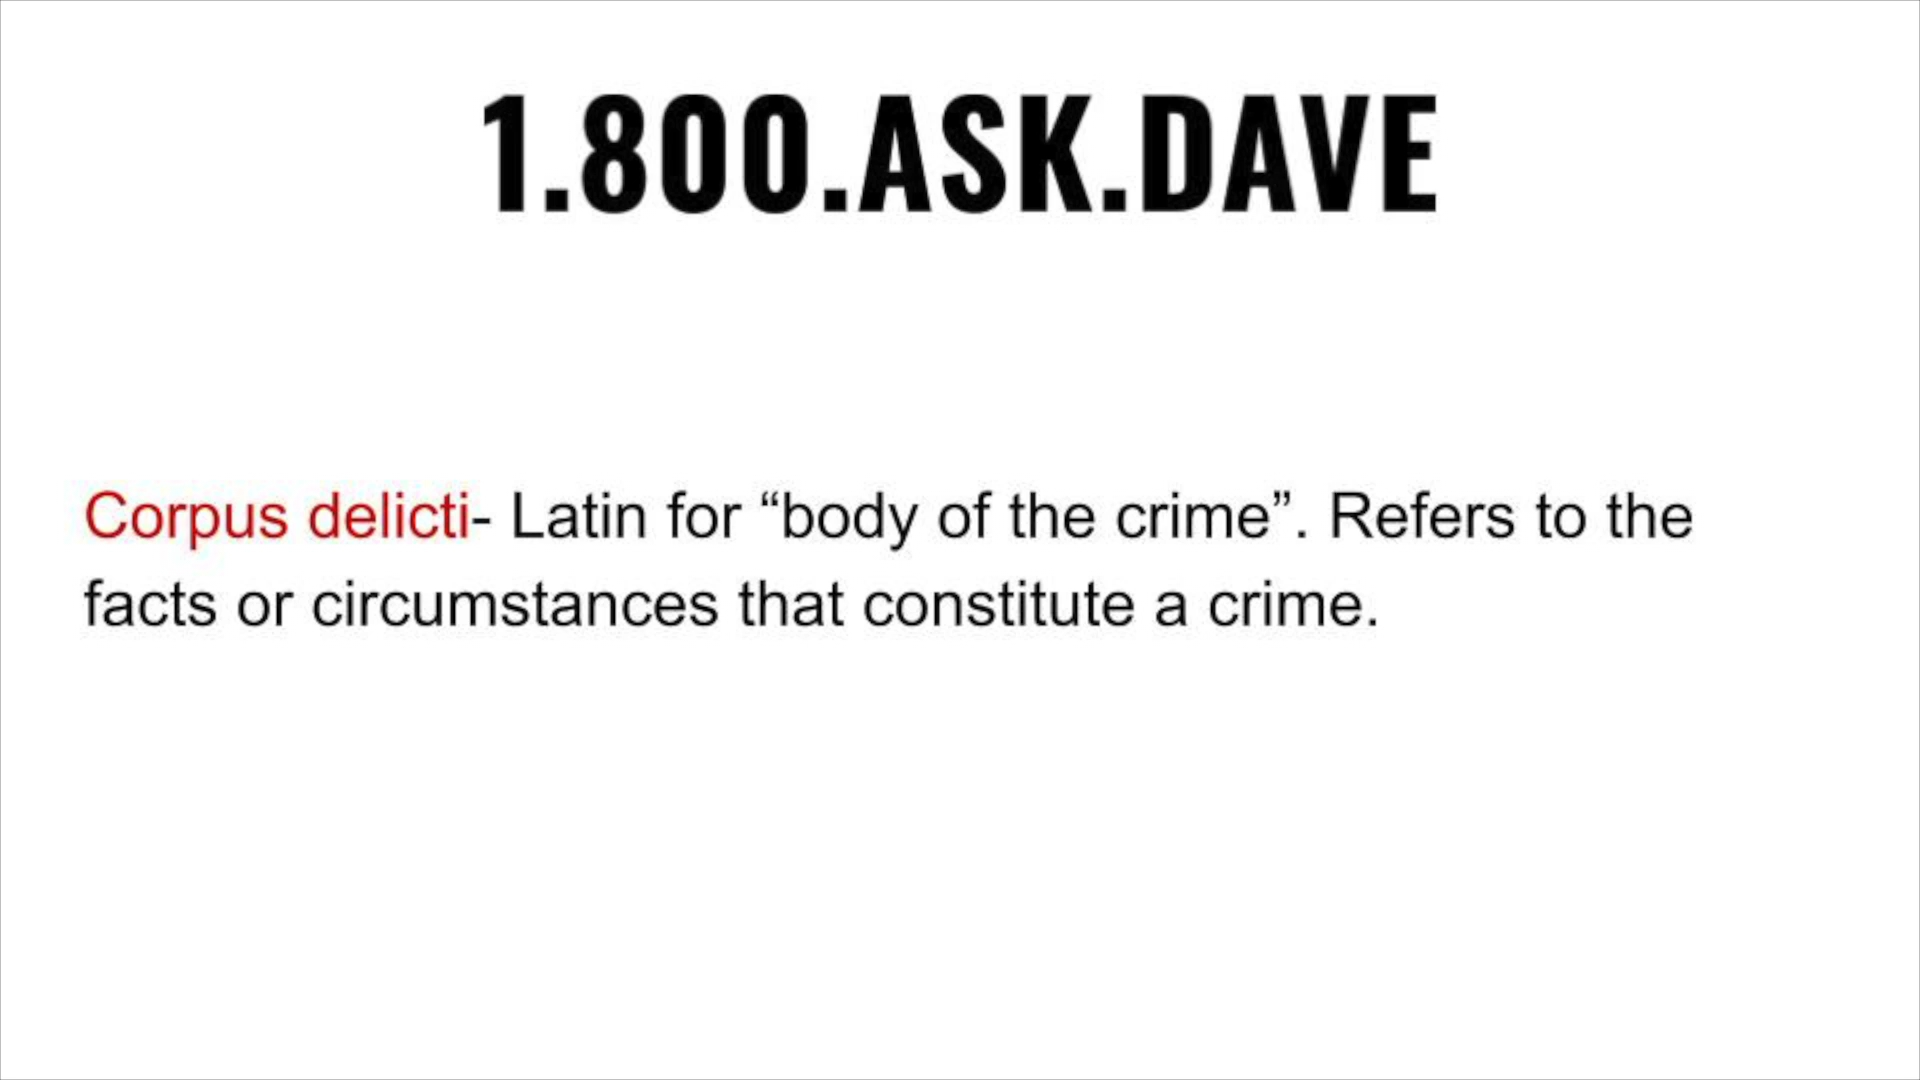 1.800.ASK.DAVE
Corpus delicti- Latin for “body of the crime”. Refers to the
facts or circumstances that constitute a crime.